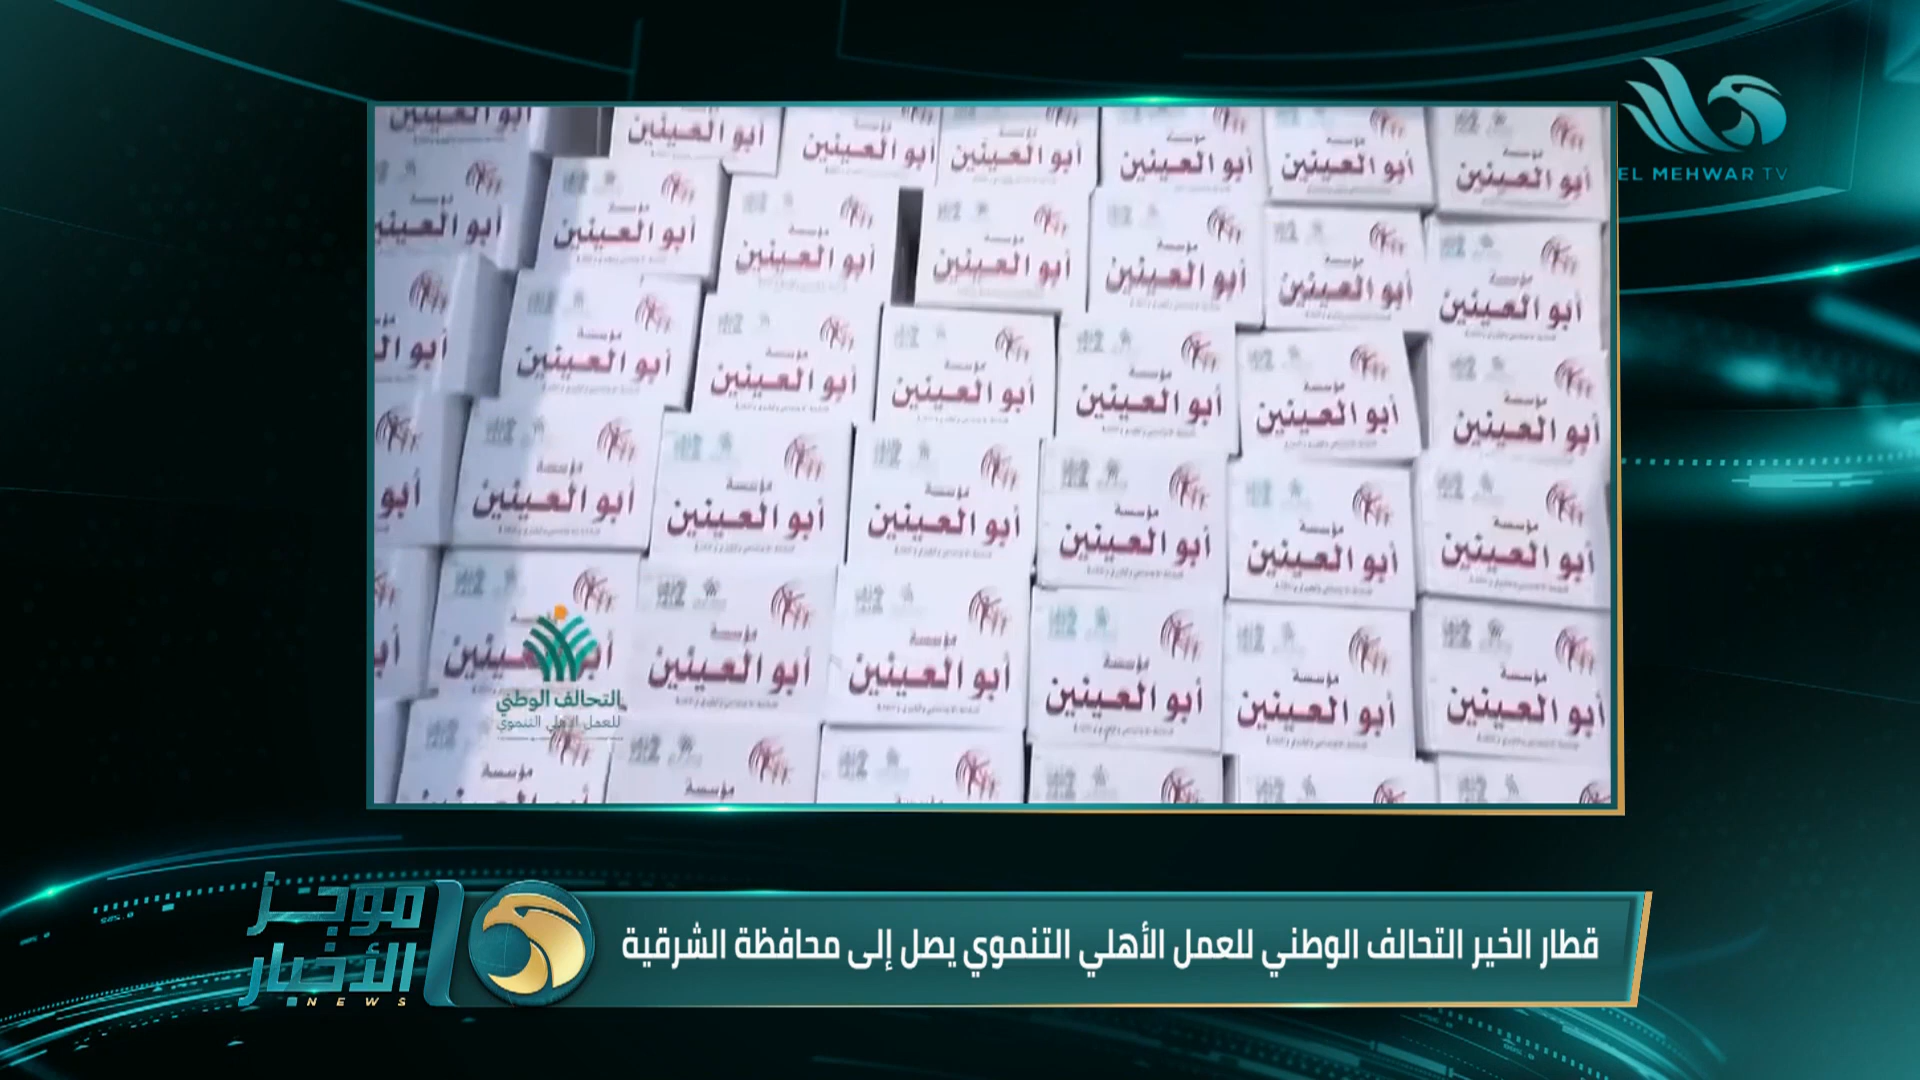 EL MEHWAR TV
مؤسسة
أبو العينين
التحالف الوطني
للعمل الأهلي التنموي
موجز
الأخبار
NEWS
قطار الخير التحالف الوطني للعمل الأهلي التنموي يصل إلى محافظة الشرقية